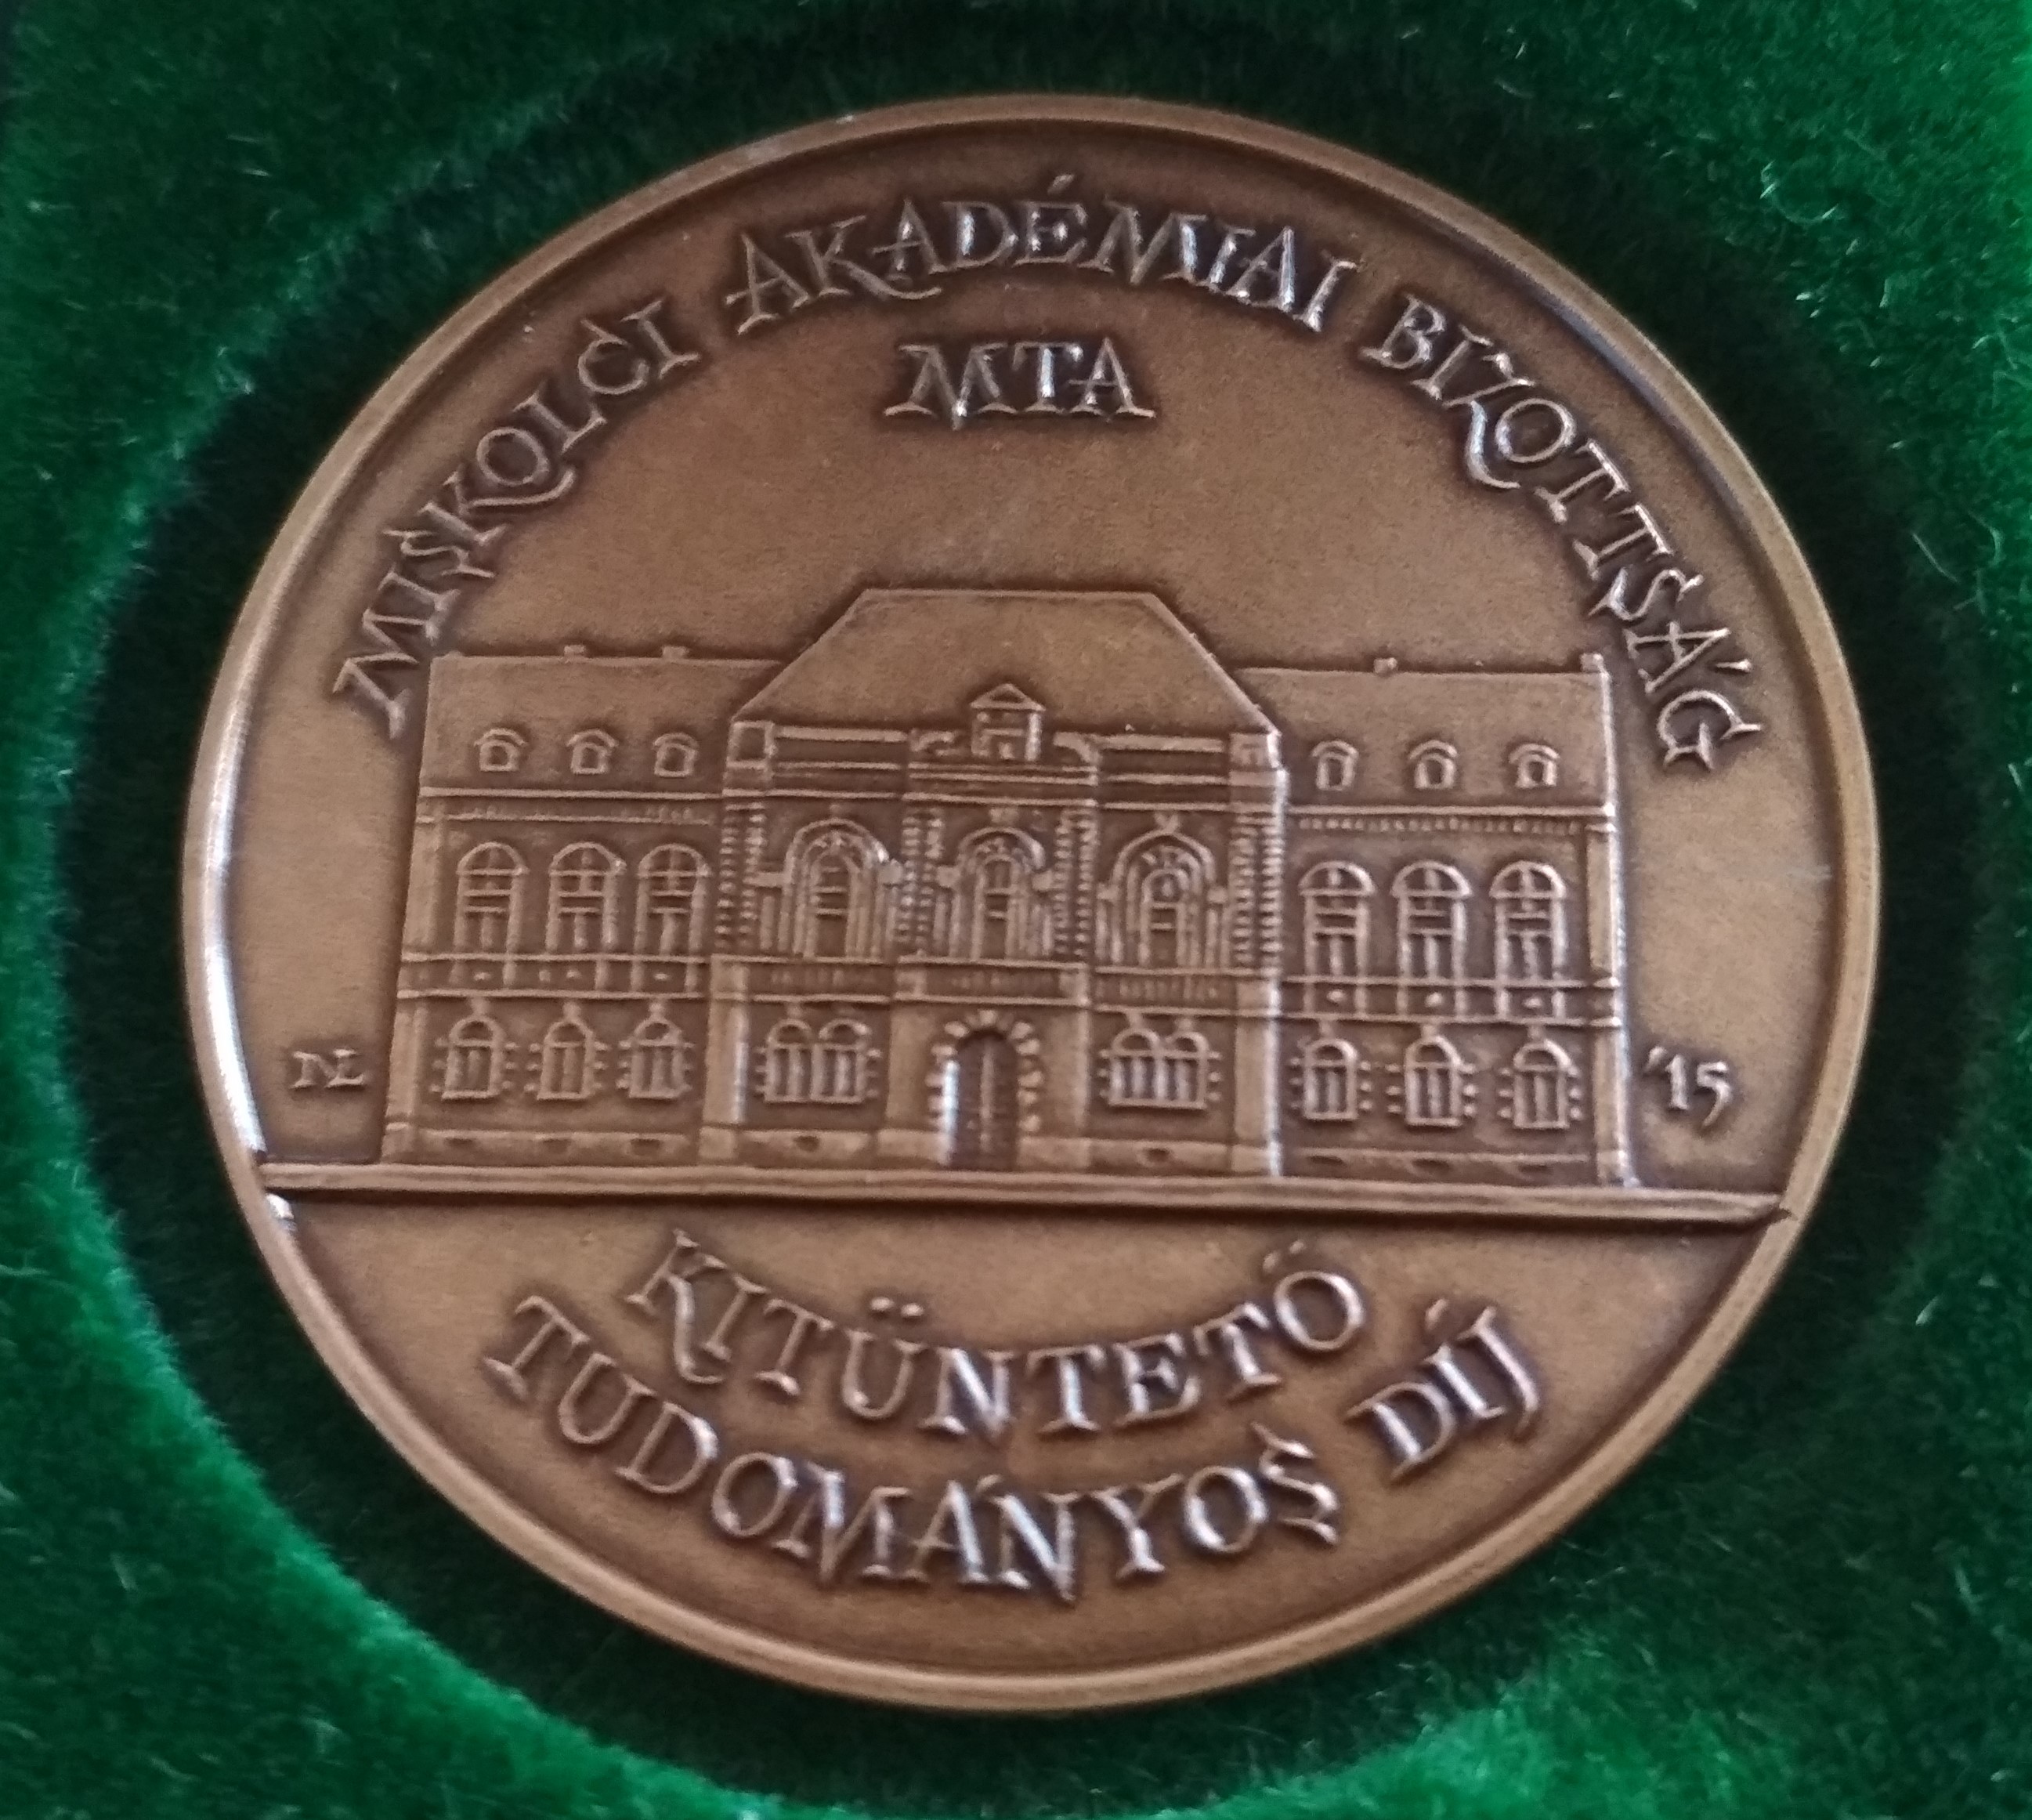 MISKOLCI AKADÉMIAI BIZOTTSÁG
MTA
NL
'15
KITÜNTETŐ
TUDOMÁNYOS DÍJ